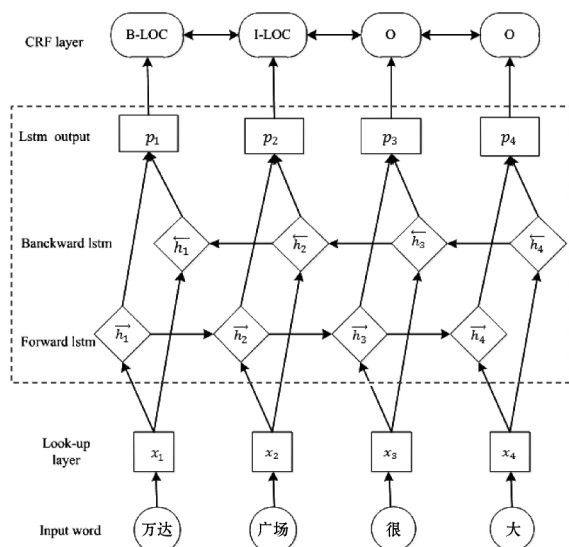 CRF layer B-LOC I-LOC O O
Lstm output p₁ p₂ p₃ p₄
Banckward lstm ←h₁ ←h₂ ←h₃ ←h₄
Forward lstm →h₁ →h₂ →h₃ →h₄
Look-up
layer x₁ x₂ x₃ x₄
Input word 万达 广场 很 大